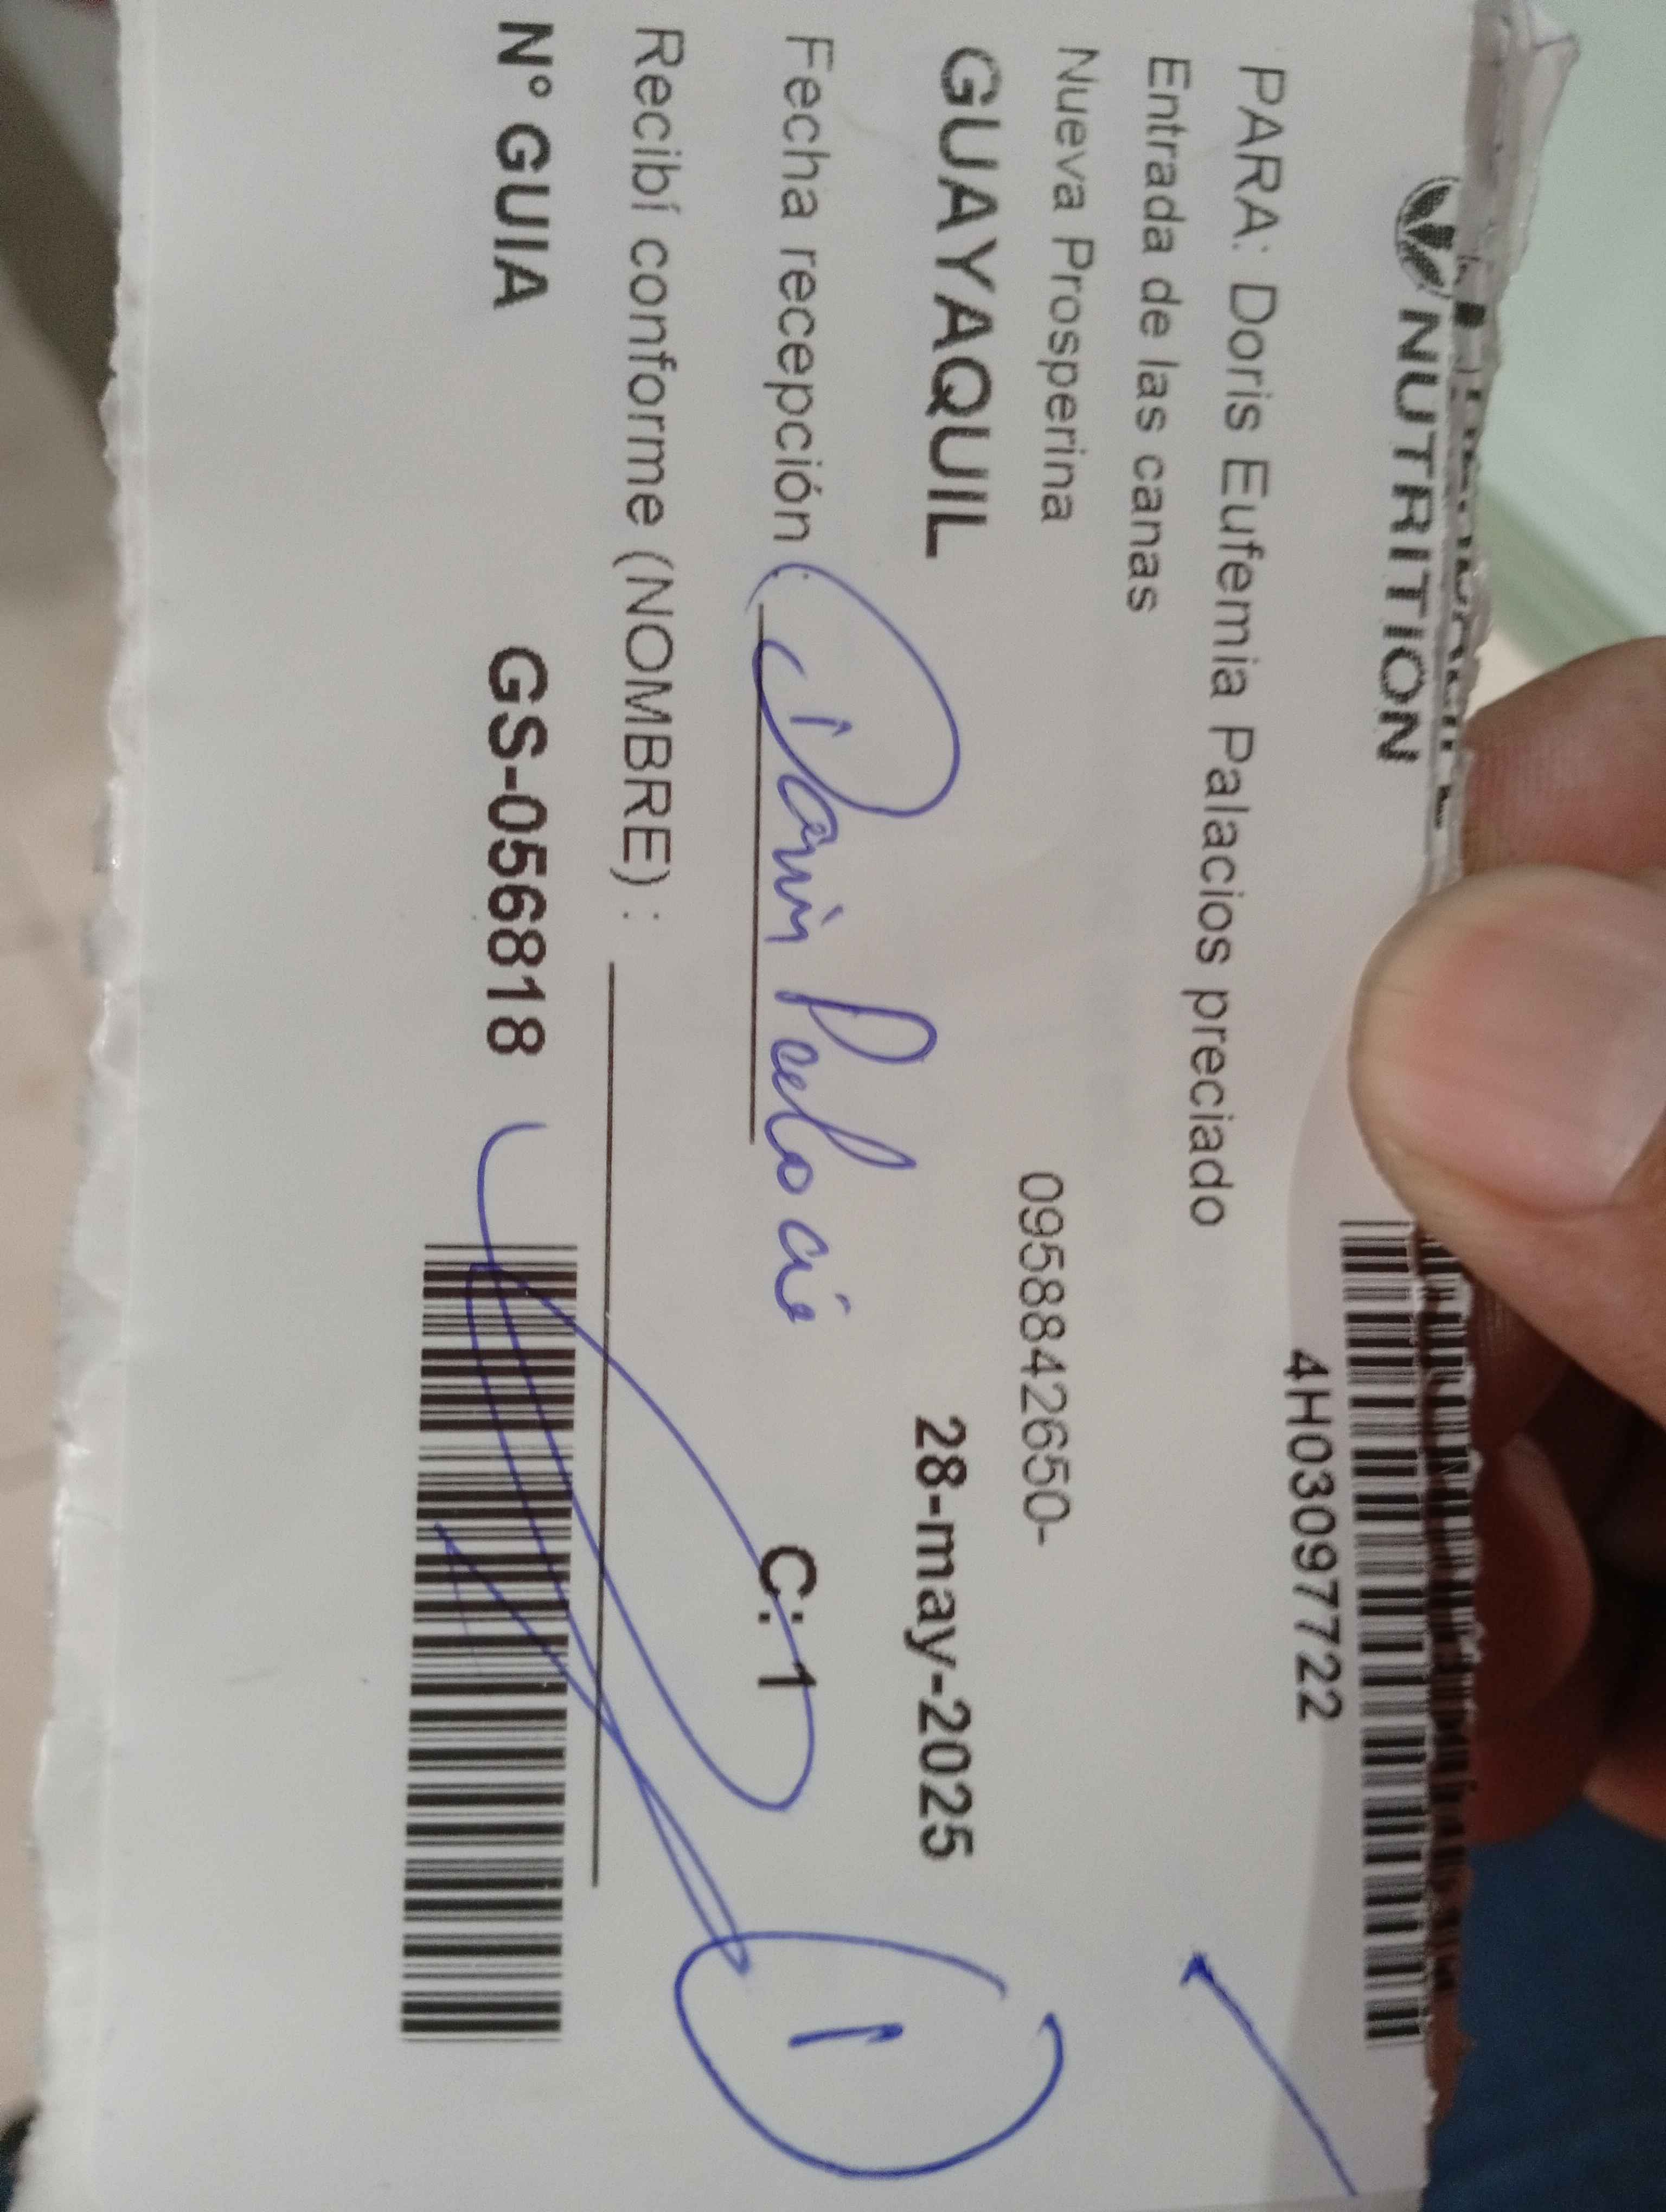 NUTRITION
4H03097722
PARA: Doris Eufemia Palacios preciado
Entrada de las canas
Nueva Prosperina 0958842650-
GUAYAQUIL 28-may-2025
Fecha recepción : C: 1
1
Recibí conforme (NOMBRE) :
N° GUIA GS-056818